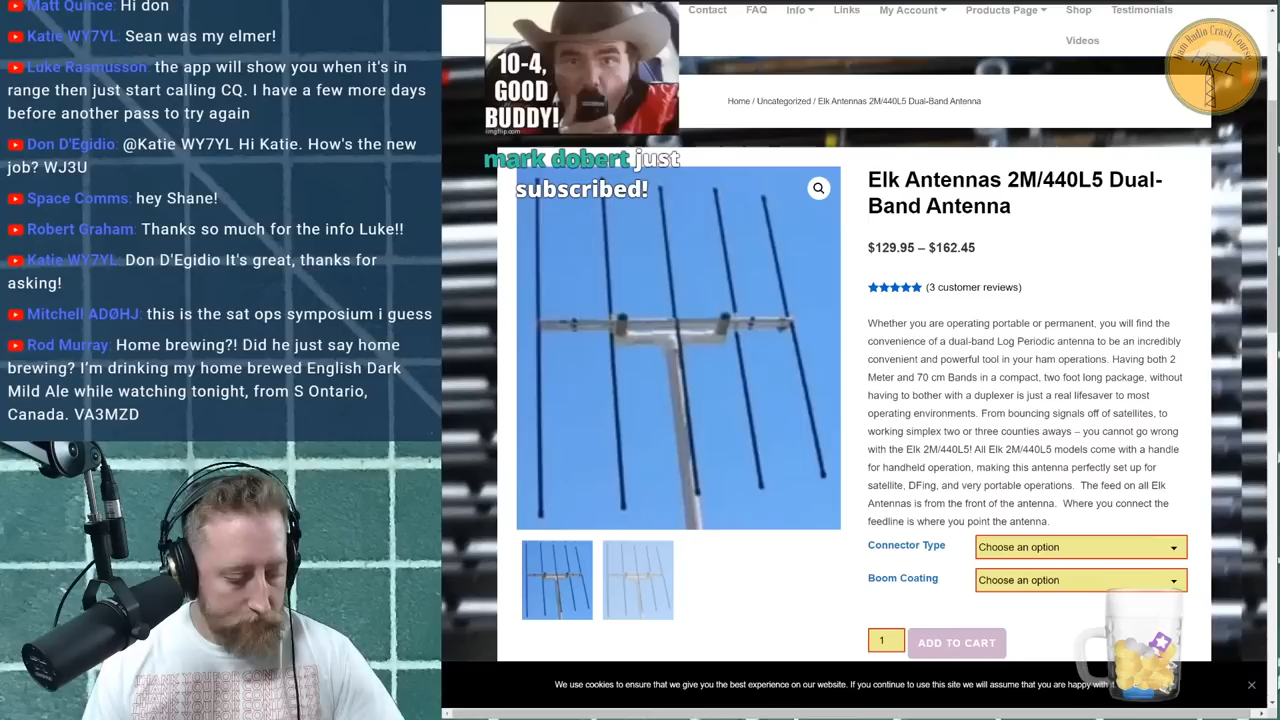 Matt Quince: Hi don
Katie WY7YL: Sean was my elmer!
Luke Rasmusson: the app will show you when it's in
range then just start calling CQ. I have a few more days
Don
@Katie WY7YL Hi Katie. How's the new
job? WJ3U
hey Shane!
Robert Graham: Thanks so much for the info Luke!!
Katie WY7YL: Don DEglau great, thanks for
asking!
Mitchell ADØHJ: this is the sat ops symposium i guess
Rod Murray: Home brewing?! Did he just say home
brewing? I'm drinking my own home brew English Dark
Mild Ale while watching tonight, from S Ontario
Canada. VA3MZD
10-4,
GOOD
BUDDY!
imgflip.com
mark dobert just
subscribed!
Contact
FAQ
Info
Links
My Account
Products Page
Shop
Testimonials
Videos
Ham Radio Crash Course
Home / Uncategorized / Elk Antennas 2M/440L5 Dual-Band Antenna
Elk Antennas 2M/440L5 Dual-
Band Antenna
$129.95 – $162.45
(3 customer reviews)
Whether you are operating portable or permanent, you will find the
convenience of a dual-band Log Periodic antenna to be an incredibly
convenient and powerful tool in your ham operations. Having both 2
Meter and 70 cm Bands in a compact, two foot long package, without
having to bother with a duplexer is just a real lifesaver to most
operating environments. From bouncing signals off of satellites, to
working simplex two or three counties aways – you cannot go wrong
with the Elk 2M/440L5! All Elk 2M/440L5 models come with a handle
for handheld operation, making this antenna perfectly set up for
satellite, DFing, and very portable operations. The feed on all Elk
Antennas is from the front of the antenna. Where you connect the
feedline is where you point the antenna.
Connector Type
Choose an option
Boom Coating
Choose an option
1
ADD TO CART
We use cookies to ensure that we give you the best experience on our website. If you continue to use this site we will assume that you are happy with it.